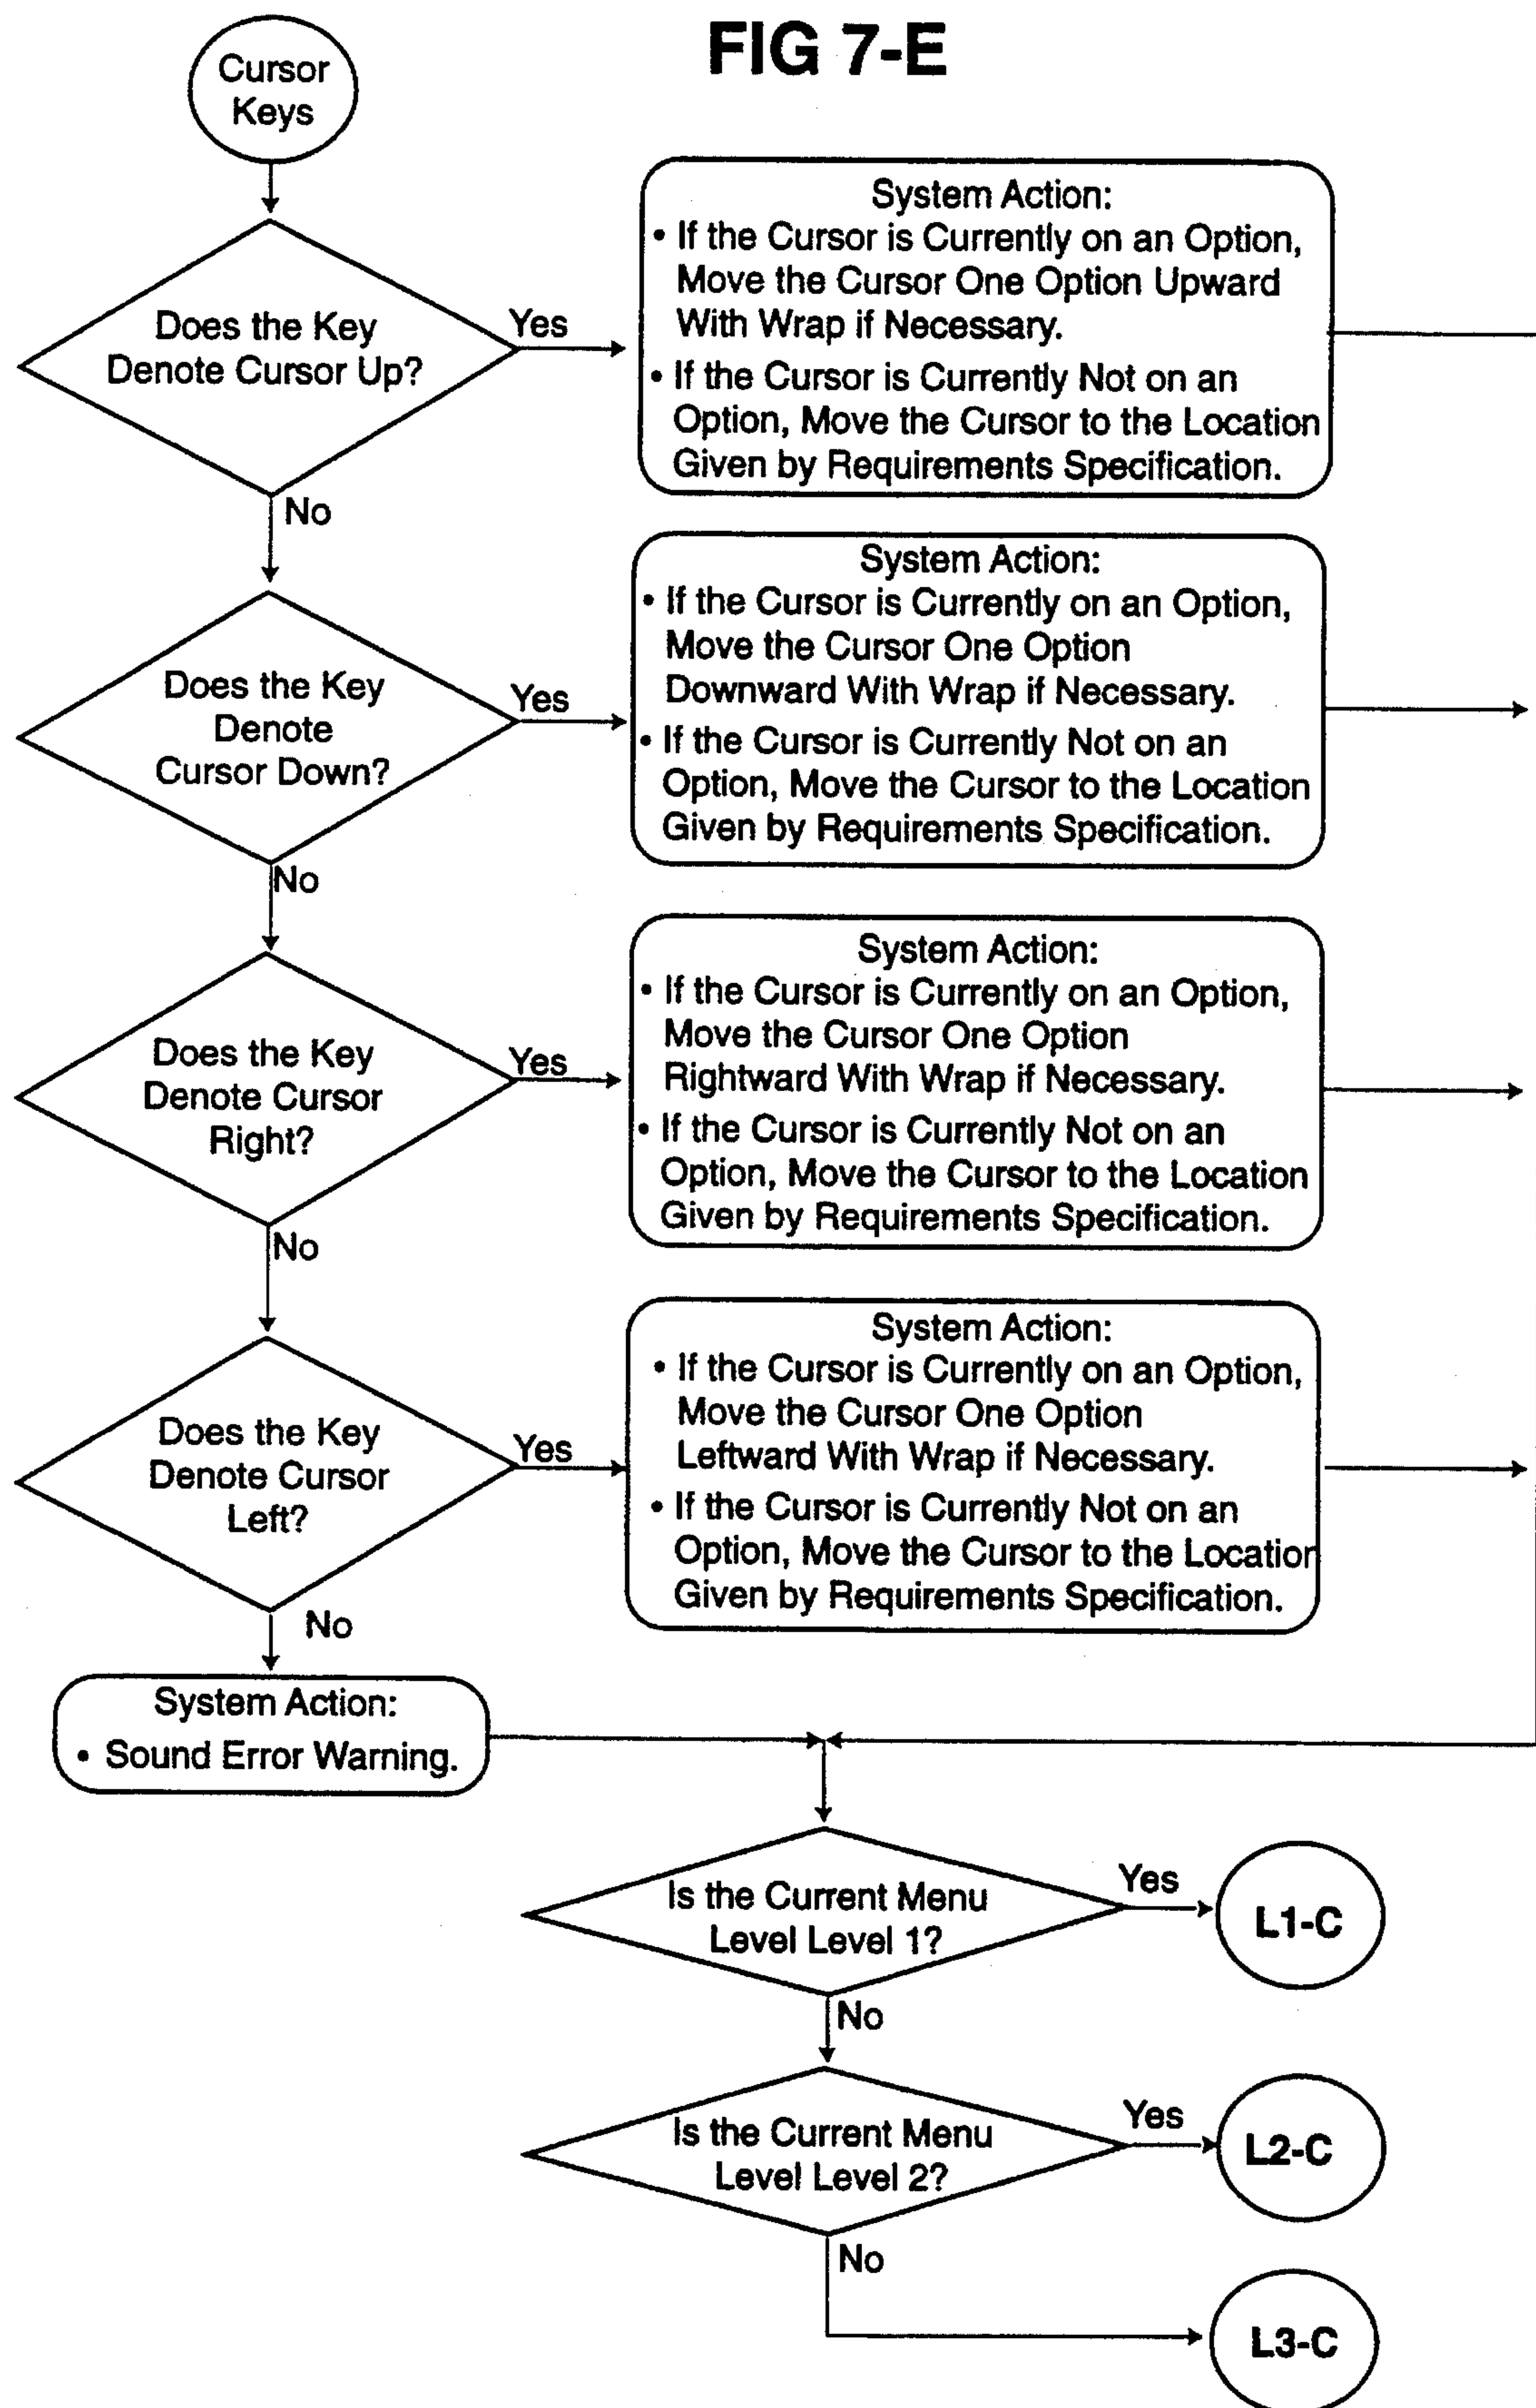 FIG 7-E
Cursor
Keys
Does the Key
Denote Cursor Up?
Yes
System Action:
• If the Cursor is Currently on an Option,
Move the Cursor One Option Upward
With Wrap if Necessary.
• If the Cursor is Currently Not on an
Option, Move the Cursor to the Location
Given by Requirements Specification.
No
Does the Key
Denote
Cursor Down?
Yes
System Action:
• If the Cursor is Currently on an Option,
Move the Cursor One Option
Downward With Wrap if Necessary.
• If the Cursor is Currently Not on an
Option, Move the Cursor to the Location
Given by Requirements Specification.
No
Does the Key
Denote Cursor
Right?
Yes
System Action:
• If the Cursor is Currently on an Option,
Move the Cursor One Option
Rightward With Wrap if Necessary.
• If the Cursor is Currently Not on an
Option, Move the Cursor to the Location
Given by Requirements Specification.
No
Does the Key
Denote Cursor
Left?
Yes
System Action:
• If the Cursor is Currently on an Option,
Move the Cursor One Option
Leftward With Wrap if Necessary.
• If the Cursor is Currently Not on an
Option, Move the Cursor to the Location
Given by Requirements Specification.
No
System Action:
• Sound Error Warning.
Is the Current Menu
Level Level 1?
Yes
L1-C
No
Is the Current Menu
Level Level 2?
Yes
L2-C
No
L3-C